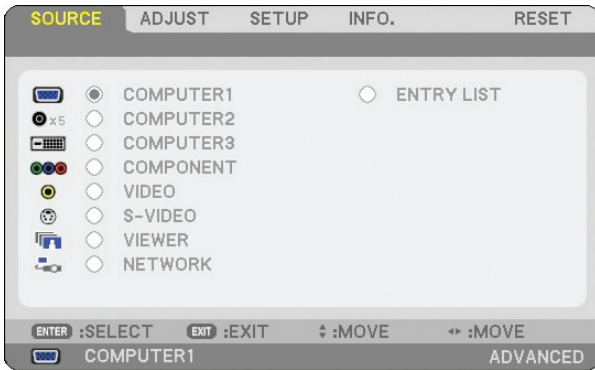 SOURCE ADJUST SETUP INFO. RESET
COMPUTER1 ENTRY LIST
x5 COMPUTER2
COMPUTER3
COMPONENT
VIDEO
S-VIDEO
VIEWER
NETWORK
ENTER :SELECT EXIT :EXIT :MOVE :MOVE
COMPUTER1 ADVANCED